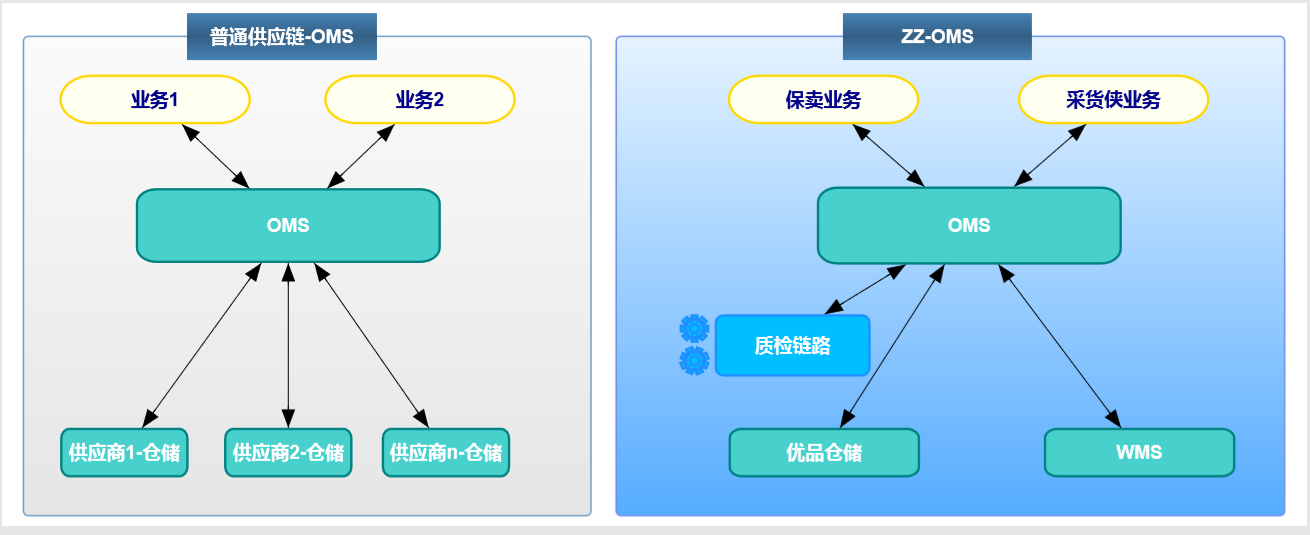 普通供应链-OMS
业务1
业务2
OMS
供应商1-仓储
供应商2-仓储
供应商n-仓储
ZZ-OMS
保卖业务
采货侠业务
OMS
质检链路
优品仓储
WMS